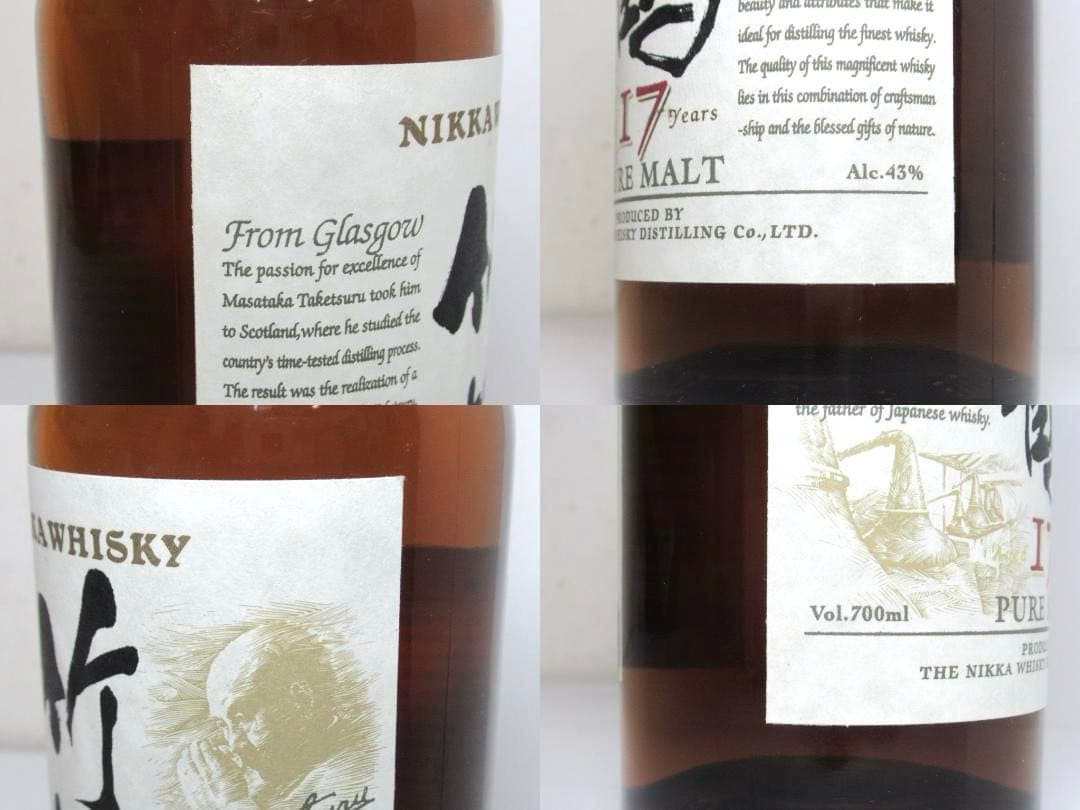 NIKKA
From Glasgow
The passion for excellence of
Masataka Taketsuru took him
to Scotland, where he studied the
country's time-tested distilling process.
The result was the realization of a
beauty and attributes that make it
ideal for distilling the finest whisky.
The quality of this magnificent whisky
lies in this combination of craftsman
-ship and the blessed gifts of nature.
鶴
17 Years
RE MALT
Alc.43%
PRODUCED BY
HISKY DISTILLING Co.,LTD.
KAWHISKY
竹
the father of Japanese whisky.
17
Vol.700ml
PURE
PRODU
THE NIKKA WHISKY